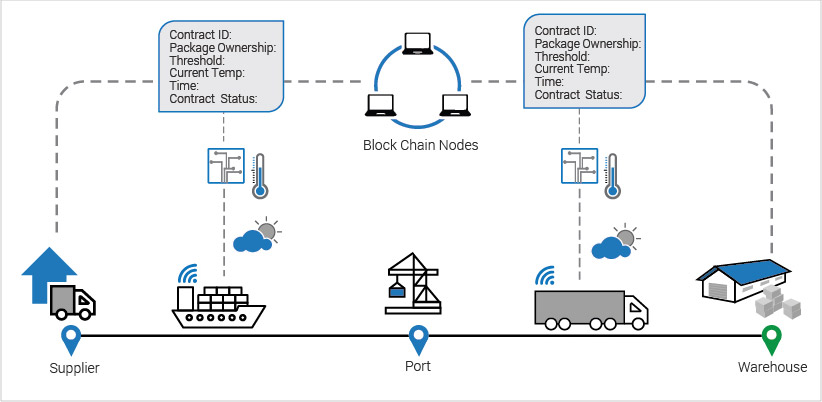 Contract ID:
Package Ownership:
Threshold:
Current Temp:
Time:
Contract Status:
Block Chain Nodes
Contract ID:
Package Ownership:
Threshold:
Current Temp:
Time:
Contract Status:
Supplier
Port
Warehouse